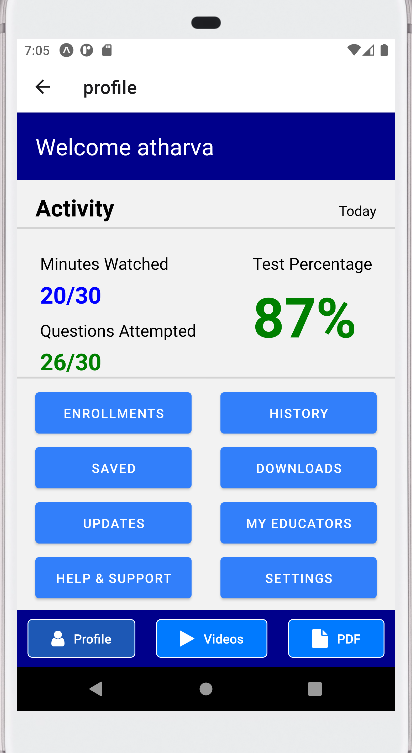 7:05
profile
Welcome atharva
Activity
Today
Minutes Watched
20/30
Test Percentage
87%
Questions Attempted
26/30
ENROLLMENTS
HISTORY
SAVED
DOWNLOADS
UPDATES
MY EDUCATORS
HELP & SUPPORT
SETTINGS
Profile
Videos
PDF